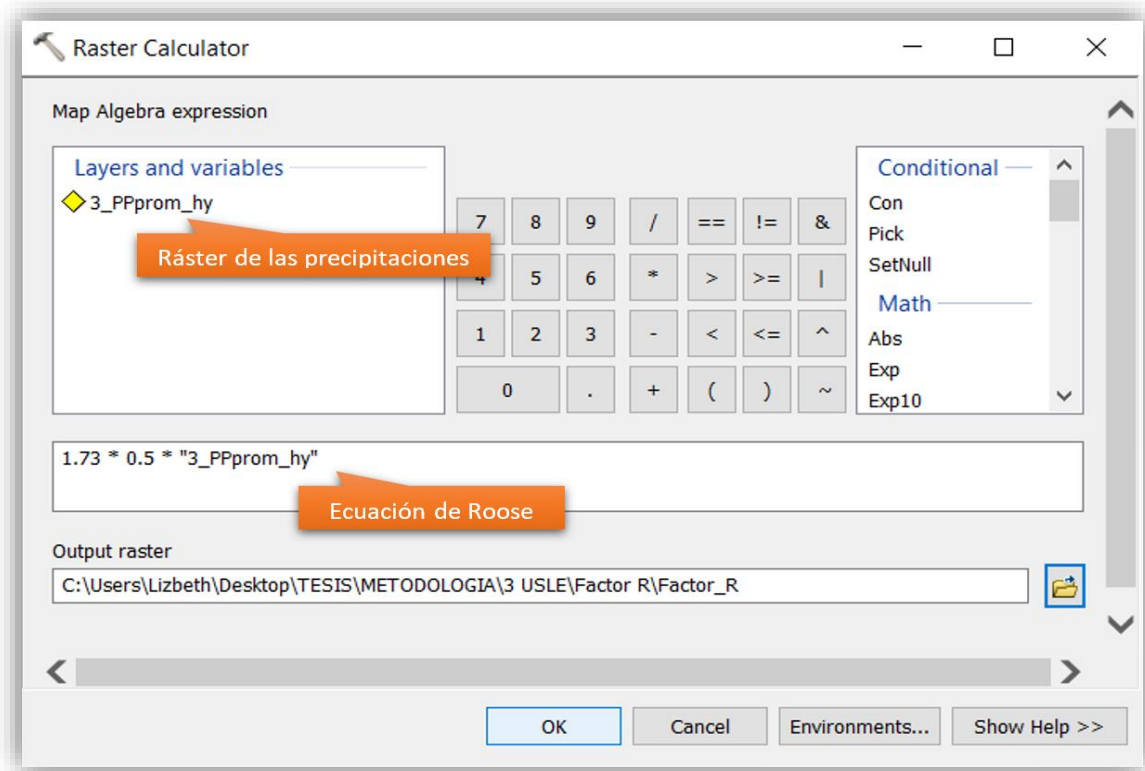 Raster Calculator
Map Algebra expression
Layers and variables
3_PPprom_hy
Ráster de las precipitaciones
7 8 9 / == != &
4 5 6 * > >= |
1 2 3 - < <= ^
0 . + ( ) ~
Conditional
Con
Pick
SetNull
Math
Abs
Exp
Exp10
1.73 * 0.5 * "3_PPprom_hy"
Ecuación de Roose
Output raster
C:\Users\Lizbeth\Desktop\TESIS\METODOLOGIA\3 USLE\Factor R\Factor_R
OK Cancel Environments... Show Help >>